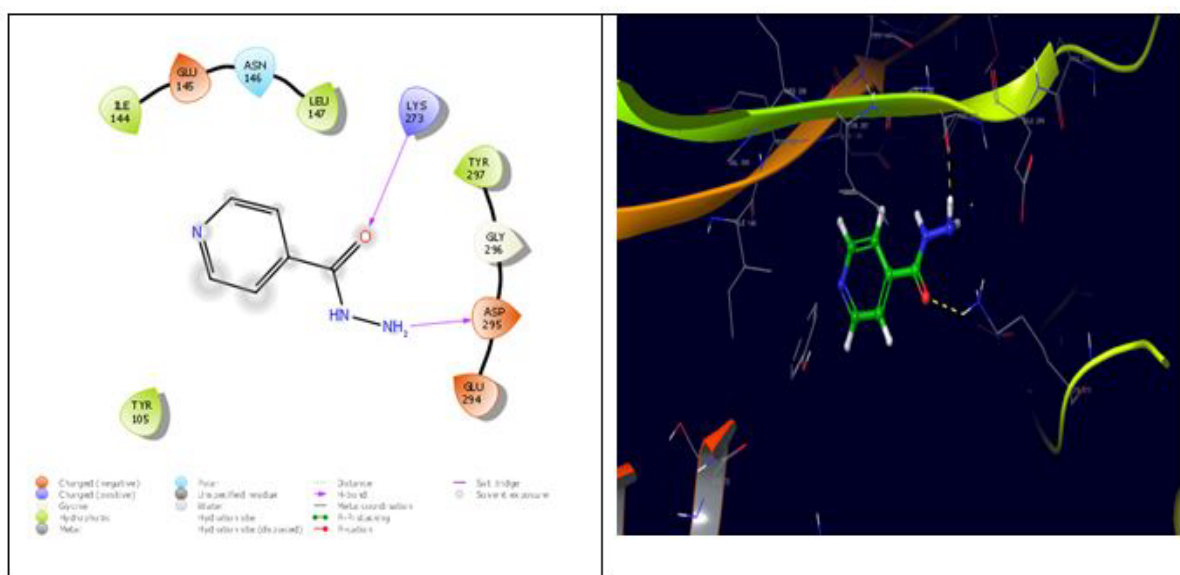 ILE
144
GLU
145
ASN
146
LEU
147
LYS
273
TYR
297
GLY
296
ASP
295
GLU
294
TYR
105
N
O
HN
NH2
Charged (negative)
Charged (positive)
Glycine
Hydrophobic
Metal
Polar
Unspecified residue
Water
Hydration site
Hydration site (displaced)
Distance
H-bond
Metal coordination
Pi-Pi stacking
Pi-cation
Salt bridge
Solvent exposure